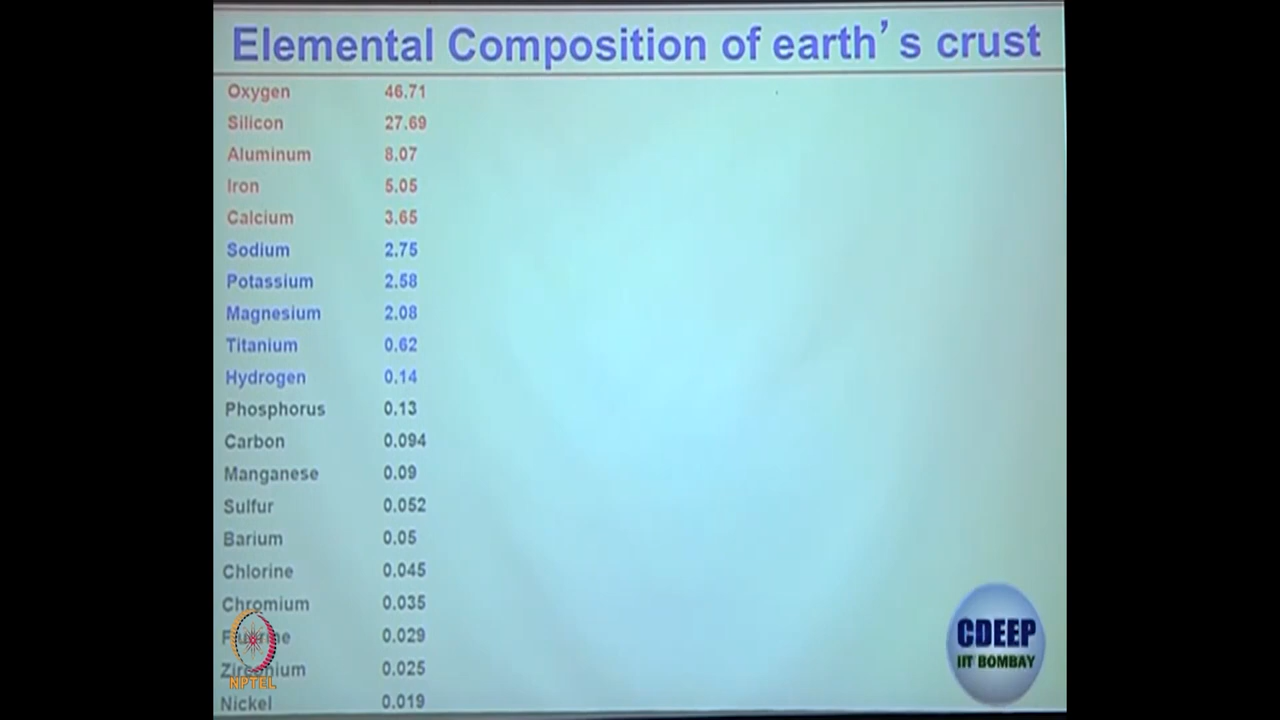 Elemental Composition of earth's crust
Oxygen 46.71
Silicon 27.69
Aluminum 8.07
Iron 5.05
Calcium 3.65
Sodium 2.75
Potassium 2.58
Magnesium 2.08
Titanium 0.62
Hydrogen 0.14
Phosphorus 0.13
Carbon 0.094
Manganese 0.09
Sulfur 0.052
Barium 0.05
Chlorine 0.045
Chromium 0.035
Fluorine 0.029
Zirconium 0.025
Nickel 0.019
NPTEL
CDEEP
IIT BOMBAY